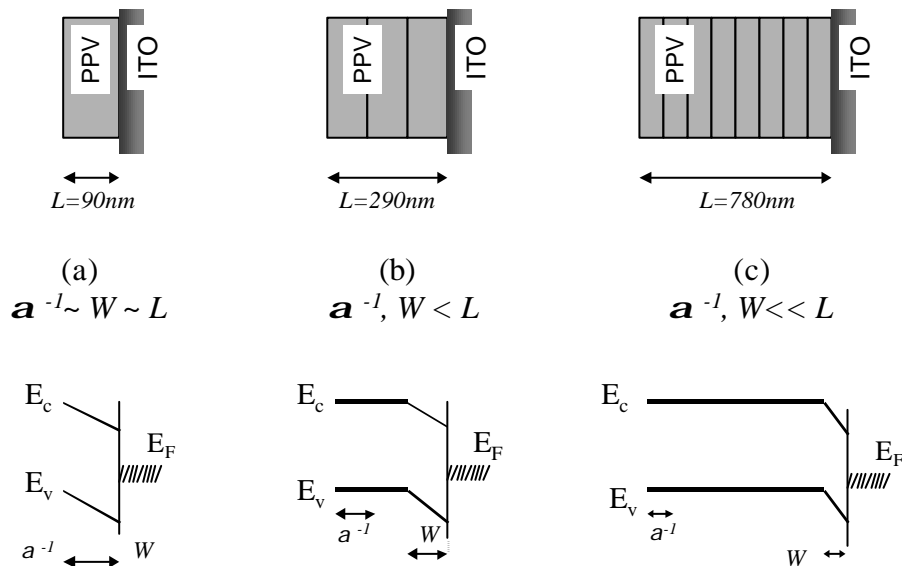 PPV ITO PPV ITO PPV ITO
L=90nm L=290nm L=780nm
(a) (b) (c)
a -1~ W ~ L a -1, W < L a -1, W<< L
Ec Ec Ec
EF EF EF
Ev Ev Ev
a -1 W a -1 W a -1 W